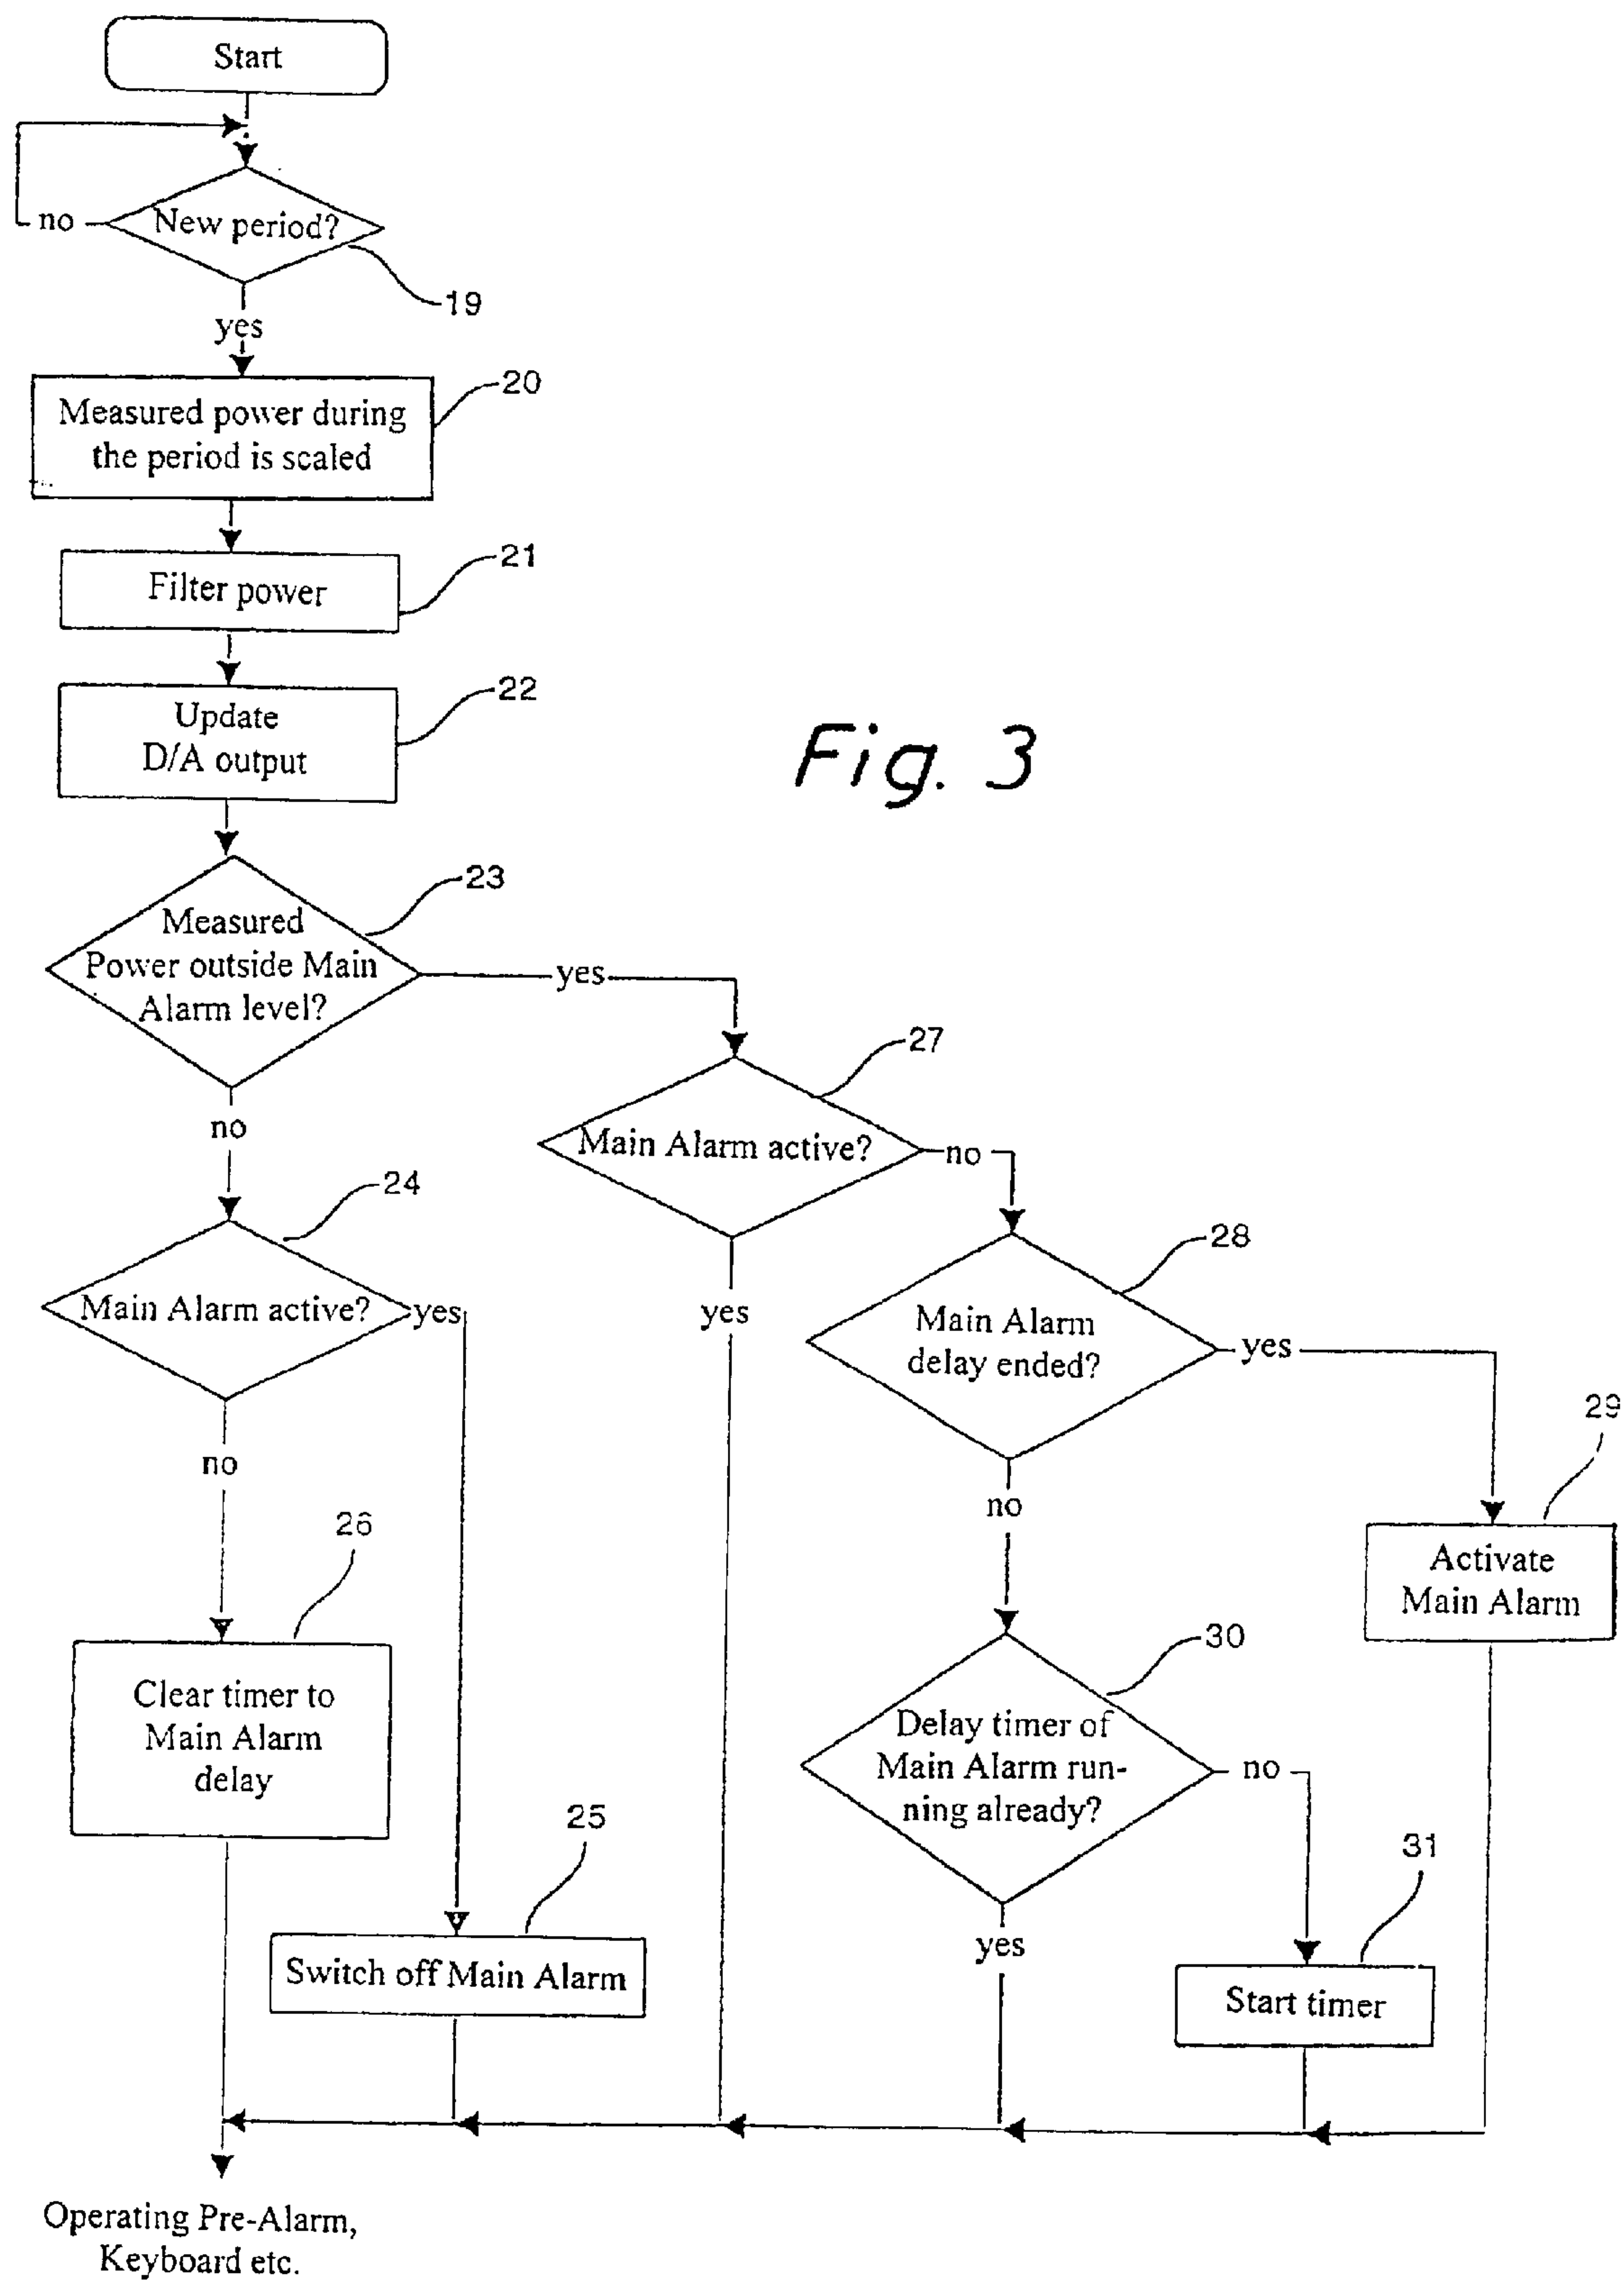 Start
no
New period?
19
yes
20
Measured power during
the period is scaled
21
Filter power
22
Update
D/A output
Fig. 3
23
Measured
Power outside Main
Alarm level?
yes
27
no
Main Alarm active?
no
24
28
Main Alarm active?
yes
yes
Main Alarm
delay ended?
yes
29
no
no
26
Activate
Main Alarm
30
Clear timer to
Main Alarm
delay
Delay timer of
Main Alarm run-
ning already?
no
25
31
yes
Switch off Main Alarm
Start timer
Operating Pre-Alarm,
Keyboard etc.